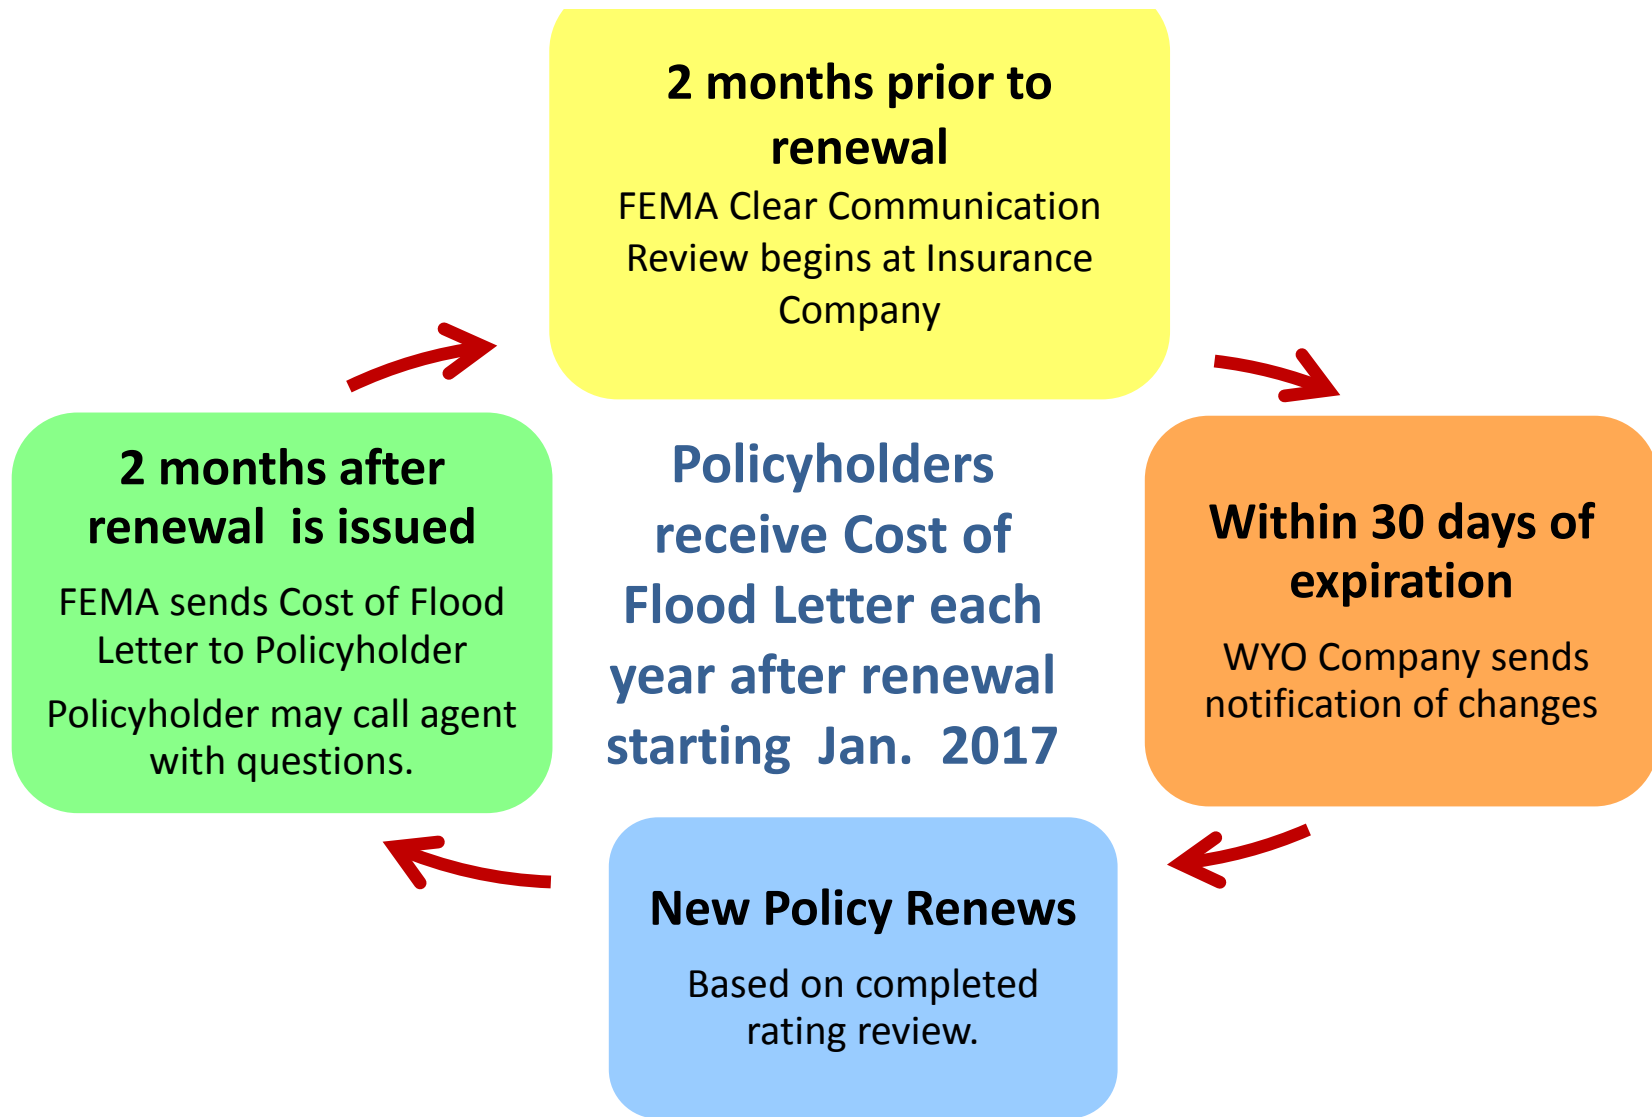 2 months prior to
renewal
FEMA Clear Communication
Review begins at Insurance
Company
Within 30 days of
expiration
WYO Company sends
notification of changes
New Policy Renews
Based on completed
rating review.
2 months after
renewal  is issued
FEMA sends Cost of Flood
Letter to Policyholder
Policyholder may call agent
with questions.
Policyholders
receive Cost of
Flood Letter each
year after renewal
starting  Jan.  2017